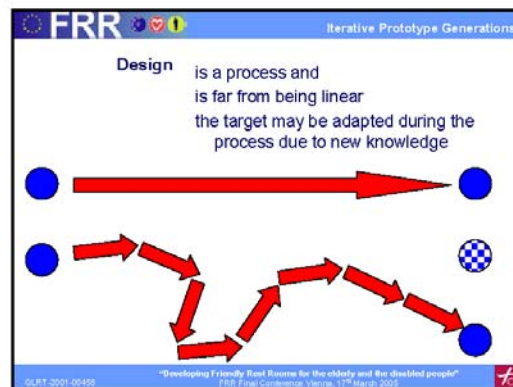 FRR
Iterative Prototype Generations
Design
is a process and
is far from being linear
the target may be adapted during the
process due to new knowledge
"Developing Friendly Rest Rooms for the elderly and the disabled people"
QLRT-2001-00458
FRR Final Conference Vienna, 17th March 2005